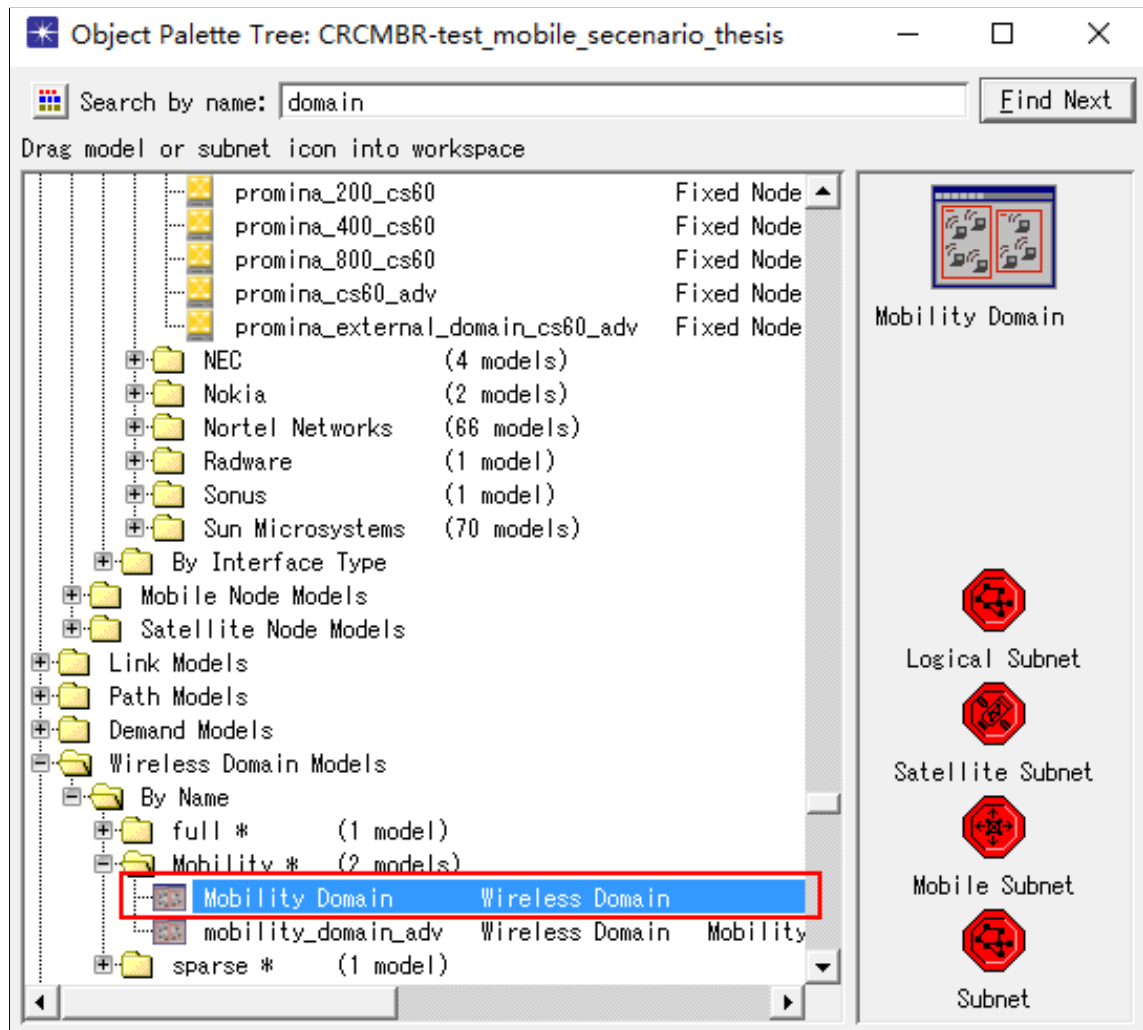 Object Palette Tree: CRCMBR-test_mobile_secenario_thesis
Search by name: domain Find Next
Drag model or subnet icon into workspace
promina_200_cs60 Fixed Node
promina_400_cs60 Fixed Node
promina_800_cs60 Fixed Node
promina_cs60_adv Fixed Node
promina_external_domain_cs60_adv Fixed Node
NEC (4 models)
Nokia (2 models)
Nortel Networks (66 models)
Radware (1 model)
Sonus (1 model)
Sun Microsystems (70 models)
By Interface Type
Mobile Node Models
Satellite Node Models
Link Models
Path Models
Demand Models
Wireless Domain Models
By Name
full * (1 model)
Mobility * (2 models)
Mobility Domain Wireless Domain
mobility_domain_adv Wireless Domain Mobility
sparse * (1 model)
Mobility Domain
Logical Subnet
Satellite Subnet
Mobile Subnet
Subnet